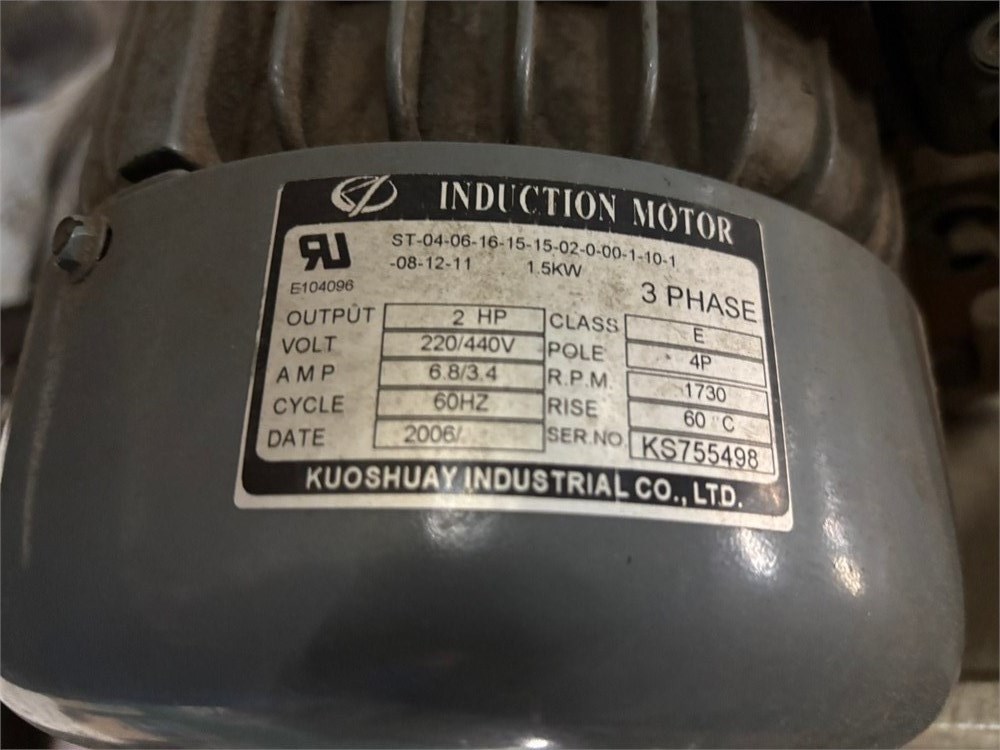 INDUCTION MOTOR
ST-04-06-16-15-15-02-0-00-1-10-1
-08-12-11 1.5KW
E104096
3 PHASE
OUTPUT 2 HP CLASS E
VOLT 220/440V POLE 4P
AMP 6.8/3.4 R.P.M. 1730
CYCLE 60HZ RISE 60 °C
DATE 2006/ SER.NO. KS755498
KUOSHUAY INDUSTRIAL CO., LTD.